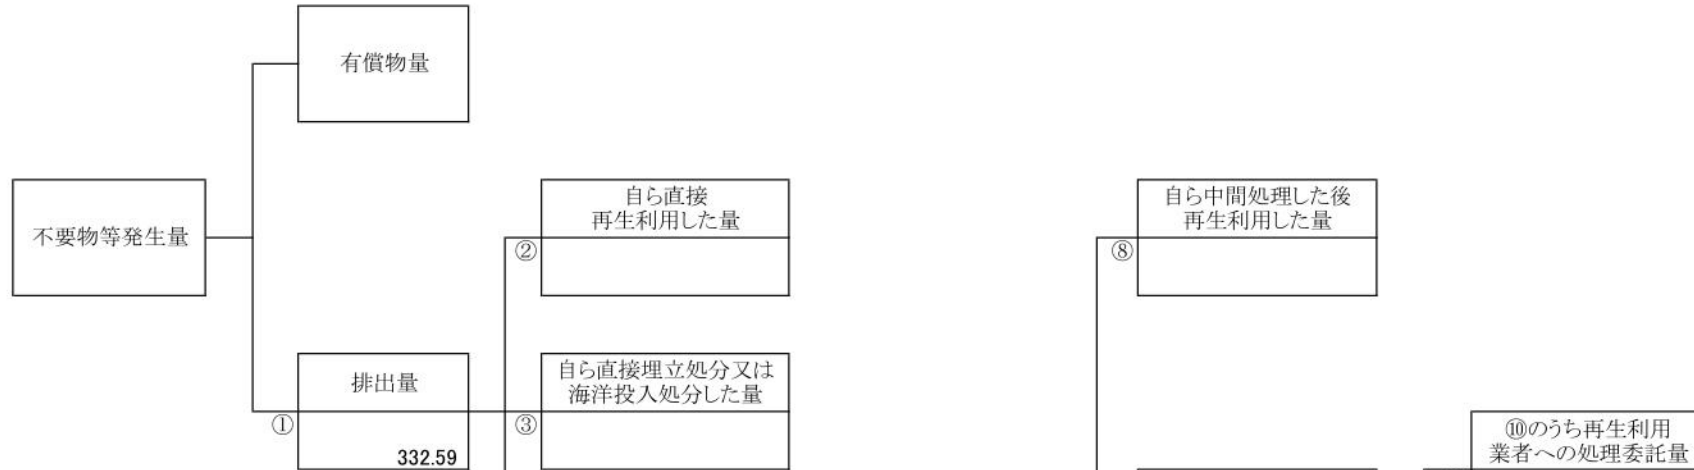 有償物量
不要物等発生量
自ら直接
再生利用した量
②
自ら中間処理した後
再生利用した量
⑧
排出量
①
332.59
自ら直接埋立処分又は
海洋投入処分した量
③
⑩のうち再生利用
業者への処理委託量